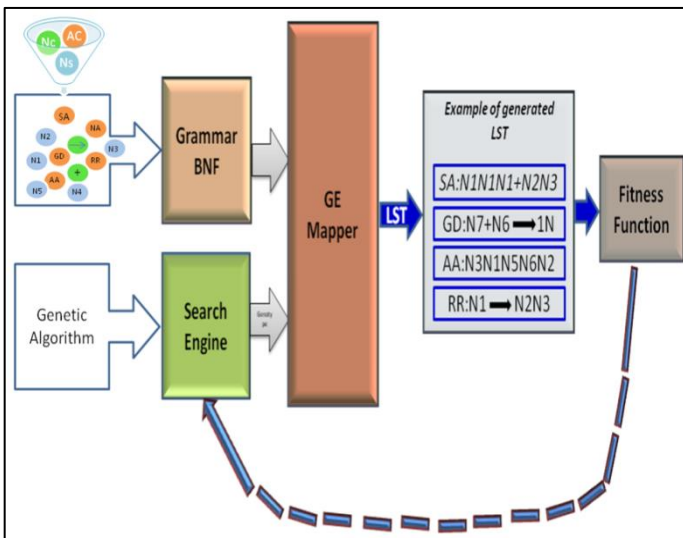 Nc
AC
Ns
SA
N2
NA
N1
GD
RR
N3
AA
+
N5
N4
Grammar
BNF
GE
Mapper
LST
Example of generated
LST
SA:N1N1N1+N2N3
GD:N7+N6 → 1N
AA:N3N1N5N6N2
RR:N1 → N2N3
Fitness
Function
Genetic
Algorithm
Search
Engine